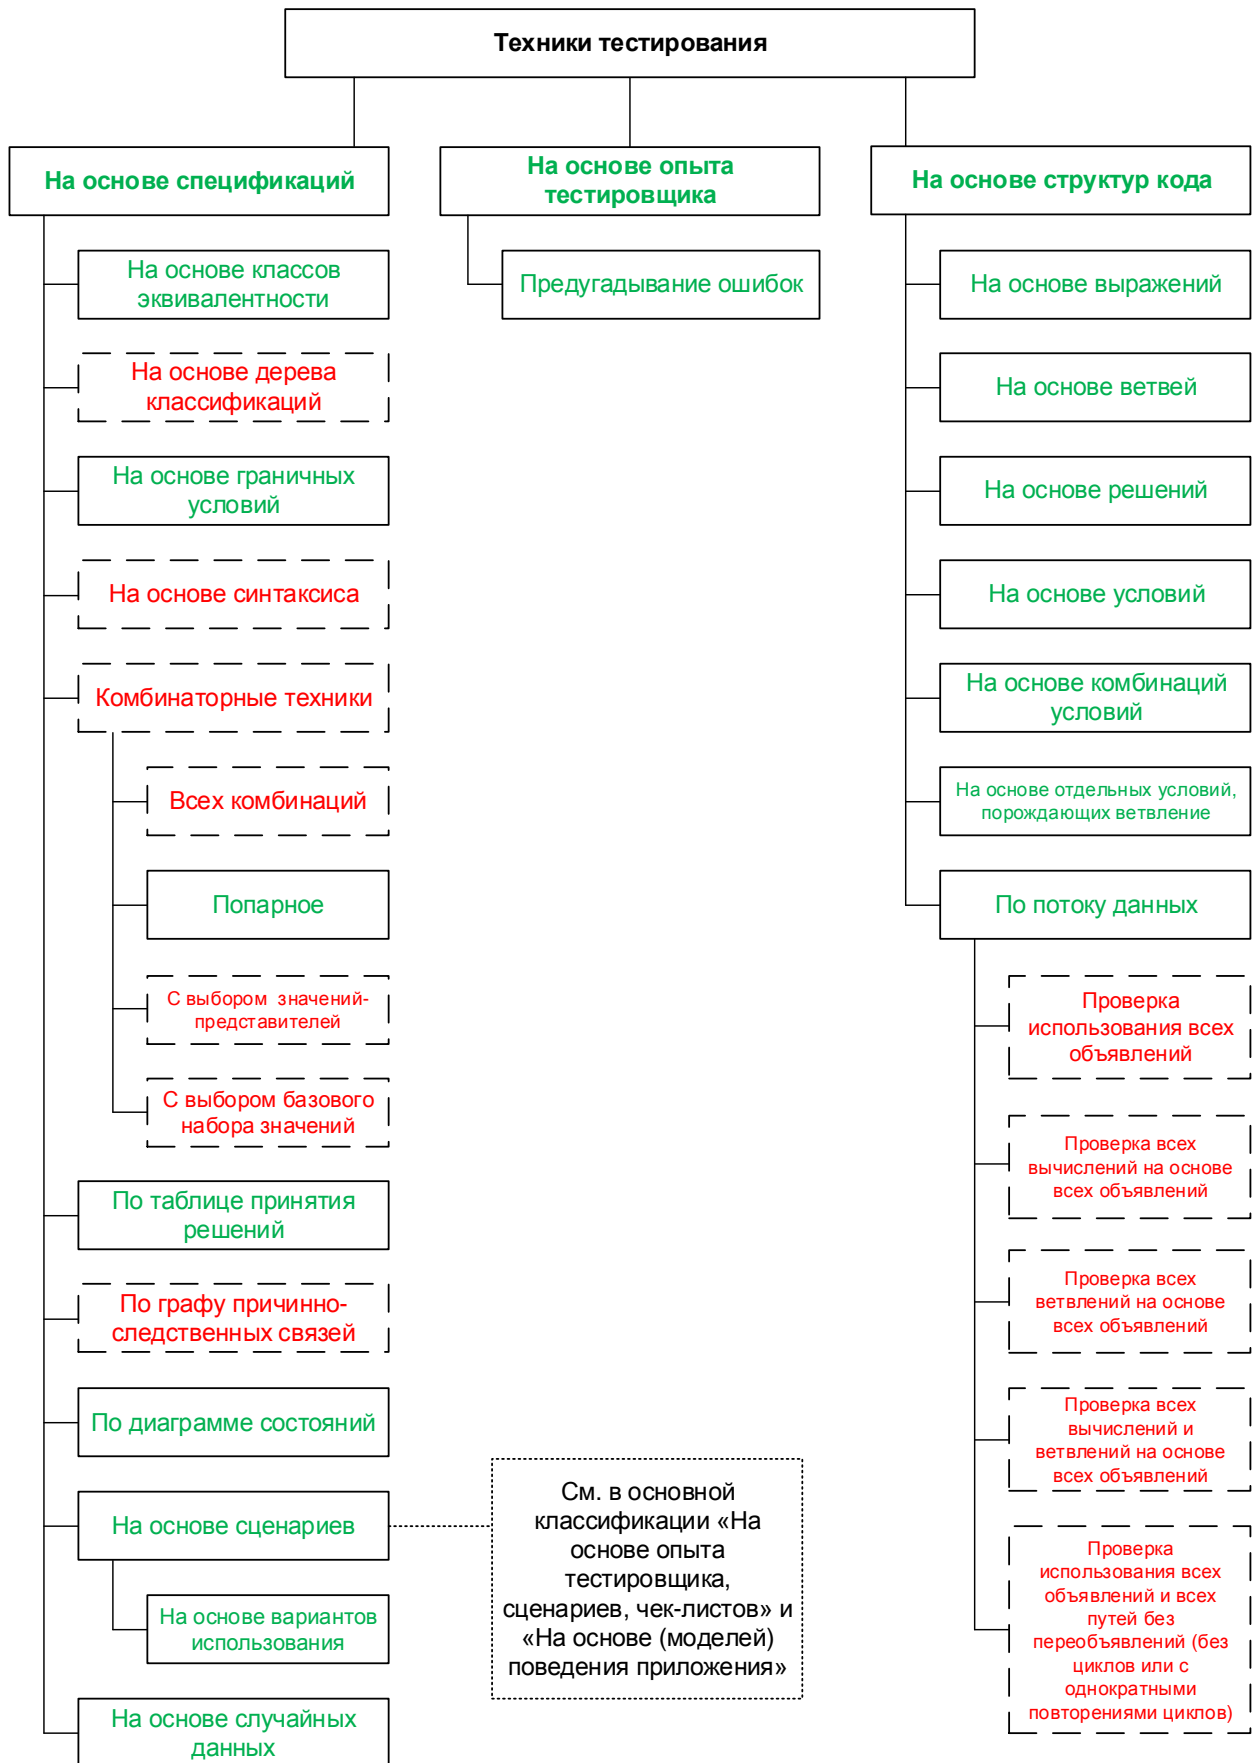 Техники тестирования
На основе спецификаций
На основе классов
эквивалентности
На основе дерева
классификаций
На основе граничных
условий
На основе синтаксиса
Комбинаторные техники
Всех комбинаций
Попарное
С выбором значений-
представителей
С выбором базового
набора значений
По таблице принятия
решений
По графу причинно-
следственных связей
По диаграмме состояний
На основе сценариев
На основе вариантов
использования
На основе случайных
данных
На основе опыта
тестировщика
Предугадывание ошибок
См. в основной
классификации «На
основе опыта
тестировщика,
сценариев, чек-листов» и
«На основе (моделей)
поведения приложения»
На основе структур кода
На основе выражений
На основе ветвей
На основе решений
На основе условий
На основе комбинаций
условий
На основе отдельных условий,
порождающих ветвление
По потоку данных
Проверка
использования всех
объявлений
Проверка всех
вычислений на основе
всех объявлений
Проверка всех
ветвлений на основе
всех объявлений
Проверка всех
вычислений и
ветвлений на основе
всех объявлений
Проверка
использования всех
объявлений и всех
путей без
переобъявлений (без
циклов или с
однократными
повторениями циклов)